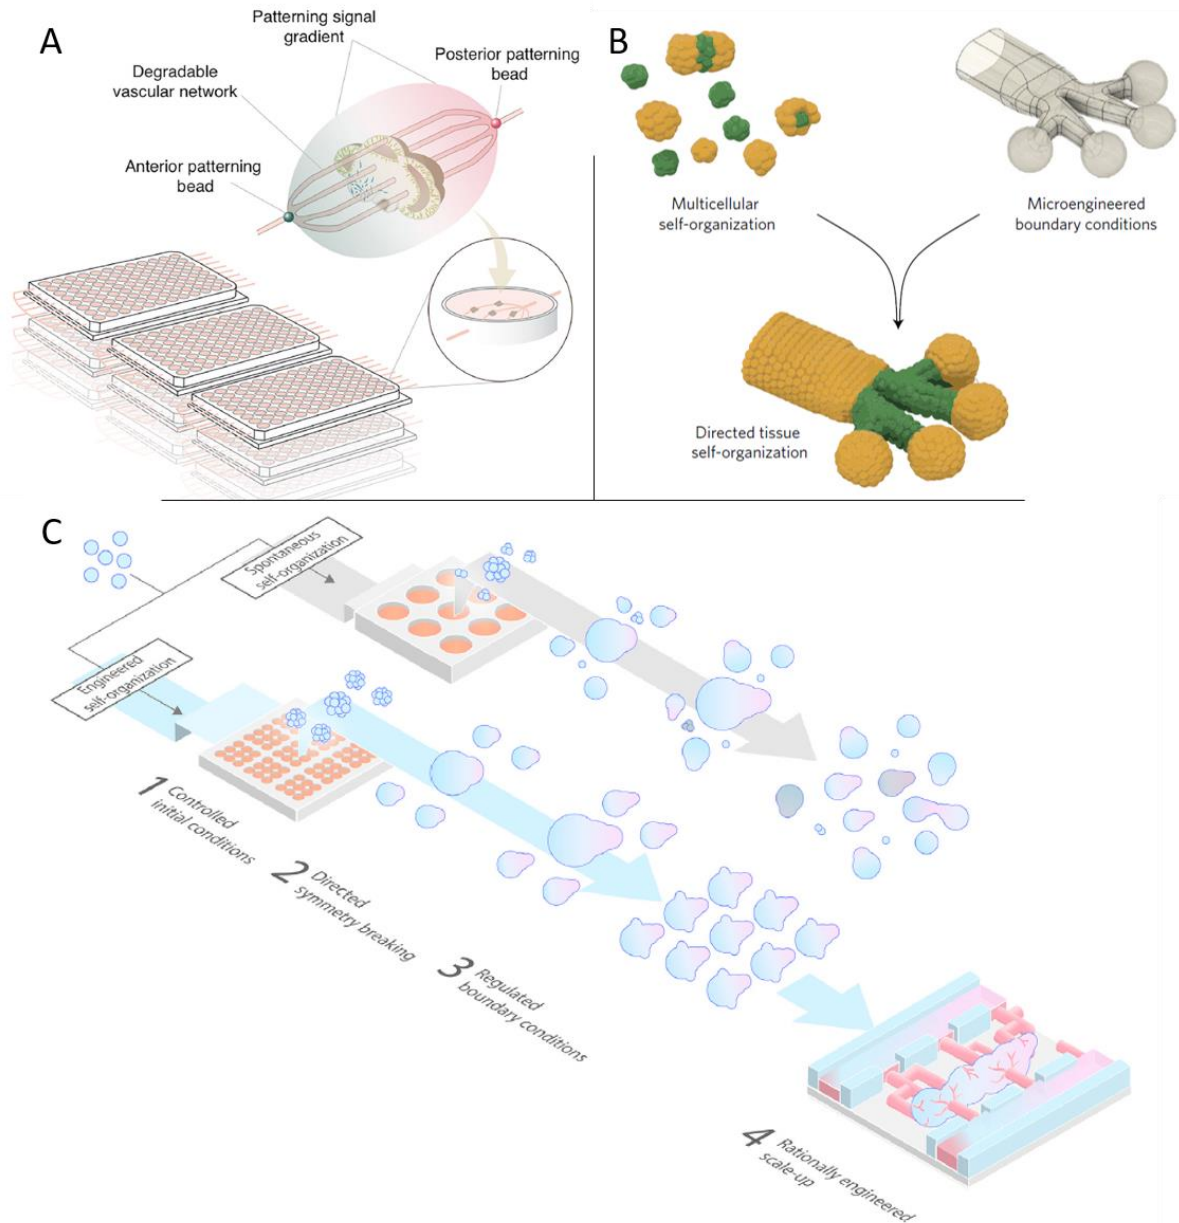 A
Patterning signal
gradient
Posterior patterning
bead
Degradable
vascular network
Anterior patterning
bead
B
Multicellular
self-organization
Microengineered
boundary conditions
Directed tissue
self-organization
C
Spontaneous
self-organization
Engineered
self-organization
1 Controlled
initial conditions
2 Directed
symmetry breaking
3 Regulated
boundary conditions
4 Rationally engineered
scale-up